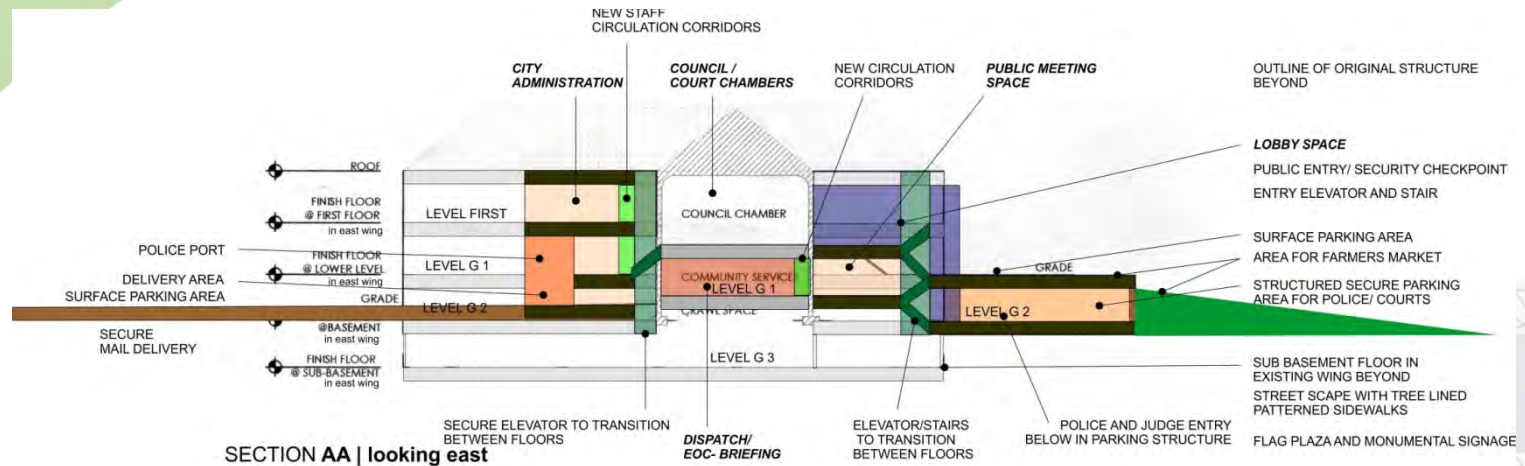 NEW STAFF
CIRCULATION CORRIDORS
CITY
ADMINISTRATION
COUNCIL /
COURT CHAMBERS
NEW CIRCULATION
CORRIDORS
PUBLIC MEETING
SPACE
OUTLINE OF ORIGINAL STRUCTURE
BEYOND
LOBBY SPACE
PUBLIC ENTRY/ SECURITY CHECKPOINT
ENTRY ELEVATOR AND STAIR
SURFACE PARKING AREA
AREA FOR FARMERS MARKET
STRUCTURED SECURE PARKING
AREA FOR POLICE/ COURTS
SUB BASEMENT FLOOR IN
EXISTING WING BEYOND
STREET SCAPE WITH TREE LINED
PATTERNED SIDEWALKS
FLAG PLAZA AND MONUMENTAL SIGNAGE
ROOF
FINISH FLOOR
@ FIRST FLOOR
in east wing
FINISH FLOOR
@ LOWER LEVEL
in east wing
GRADE
@BASEMENT
in east wing
FINISH FLOOR
@ SUB-BASEMENT
in east wing
POLICE PORT
DELIVERY AREA
SURFACE PARKING AREA
SECURE
MAIL DELIVERY
LEVEL FIRST
LEVEL G 1
LEVEL G 2
COUNCIL CHAMBER
COMMUNITY SERVICE
LEVEL G 1
CRAWL SPACE
LEVEL G 3
GRADE
LEVEL G 2
SECURE ELEVATOR TO TRANSITION
BETWEEN FLOORS
DISPATCH/
EOC- BRIEFING
ELEVATOR/STAIRS
TO TRANSITION
BETWEEN FLOORS
POLICE AND JUDGE ENTRY
BELOW IN PARKING STRUCTURE
SECTION AA | looking east